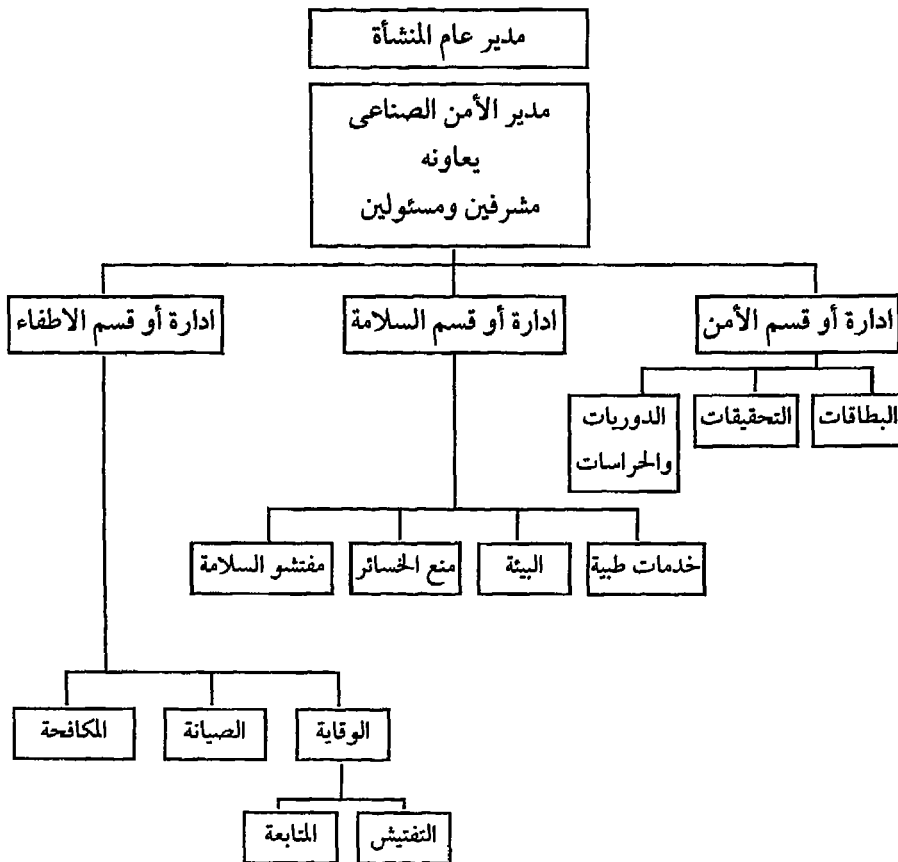 مدير عام المنشأة
مدير الأمن الصناعى
يعاونه
مشرفين ومسئولين
ادارة أو قسم الأمن
ادارة أو قسم السلامة
ادارة أو قسم الاطفاء
البطاقات
التحقيقات
الدوريات
والحراسات
خدمات طبية
البيئة
منع الخسائر
مفتشو السلامة
الوقاية
الصيانة
المكافحة
التفتيش
المتابعة